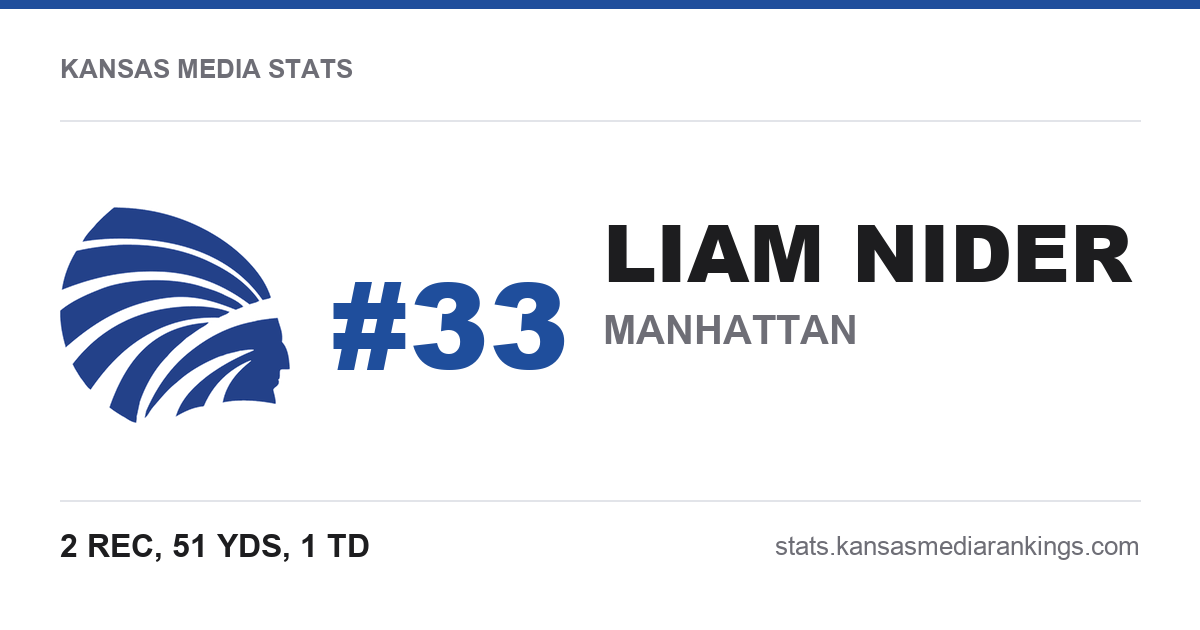 KANSAS MEDIA STATS
#33
LIAM NIDER
MANHATTAN
2 REC, 51 YDS, 1 TD
stats.kansasmediarankings.com